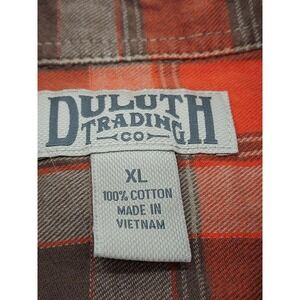 DULUTH
TRADING
CO
XL
100% COTTON
MADE IN
VIETNAM